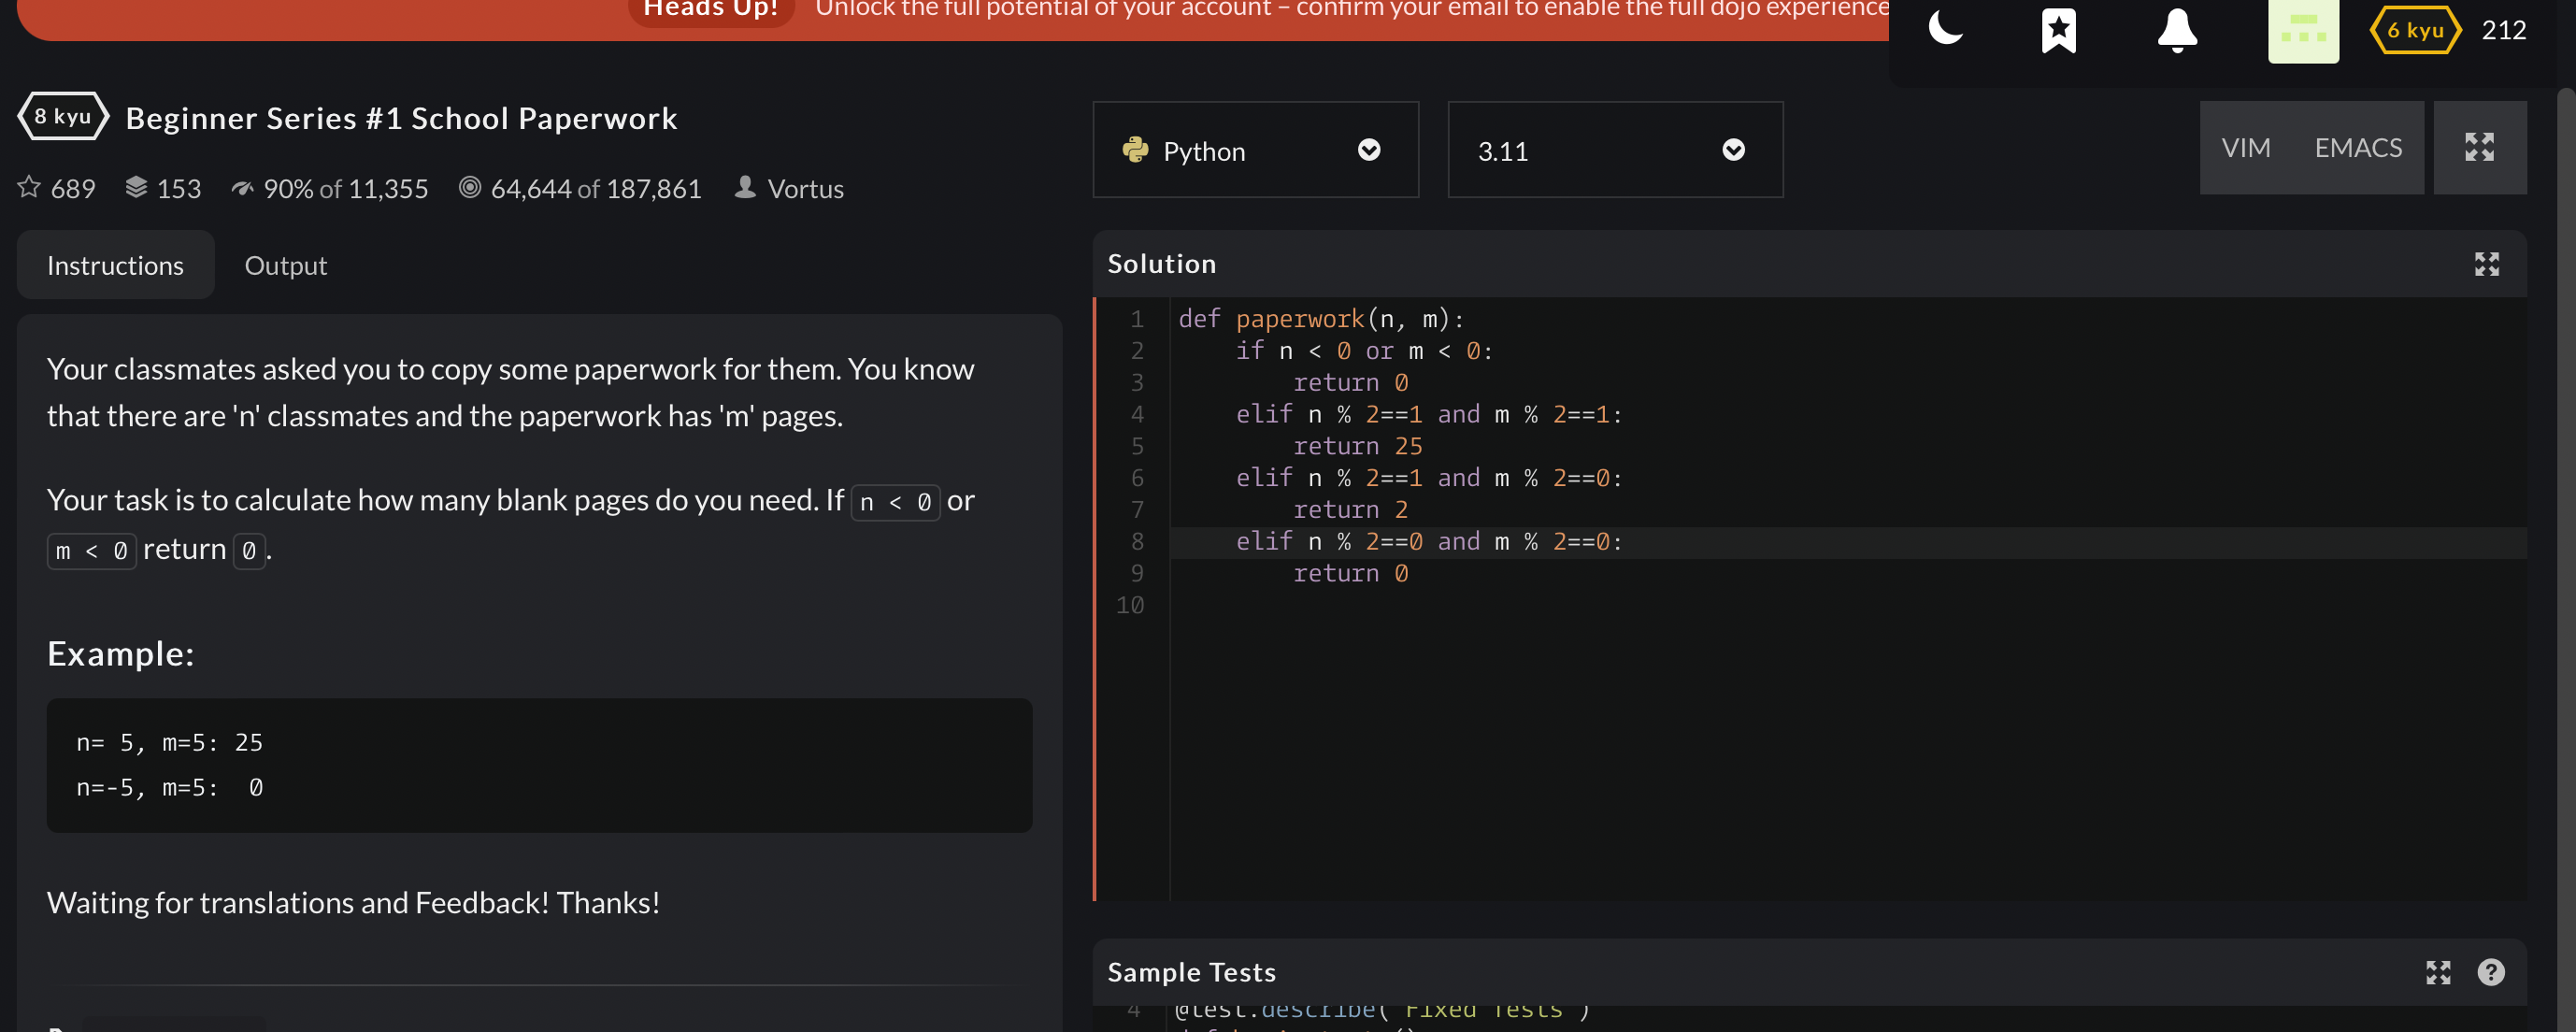 Heads Up! Unlock the full potential of your account – confirm your email to enable the full dojo experience
6 kyu 212
8 kyu Beginner Series #1 School Paperwork
689 153 90% of 11,355 64,644 of 187,861 Vortus
Instructions Output
Your classmates asked you to copy some paperwork for them. You know
that there are 'n' classmates and the paperwork has 'm' pages.
Your task is to calculate how many blank pages do you need. If n < 0 or
m < 0 return 0.
Example:
n= 5, m=5: 25
n=-5, m=5:  0
Waiting for translations and Feedback! Thanks!
Python 3.11 VIM EMACS
Solution
1 def paperwork(n, m):
2     if n < 0 or m < 0:
3         return 0
4     elif n % 2==1 and m % 2==1:
5         return 25
6     elif n % 2==1 and m % 2==0:
7         return 2
8     elif n % 2==0 and m % 2==0:
9         return 0
10
Sample Tests
4 @test.describe("Fixed Tests")